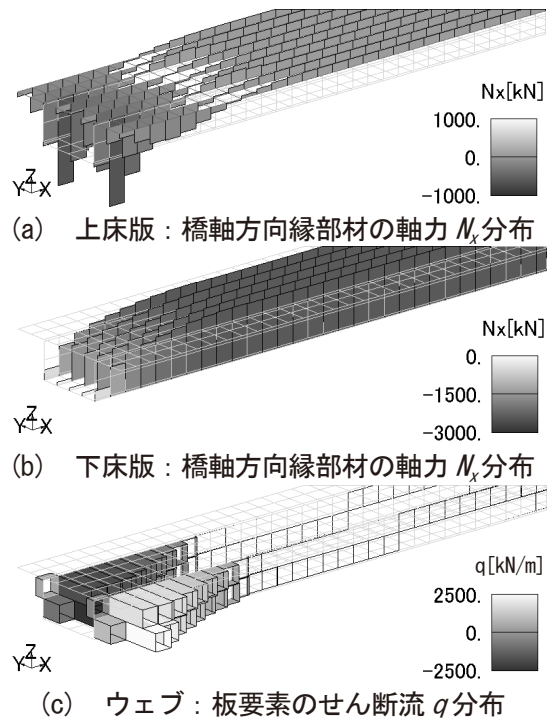 Nx[kN]
1000.
0.
-1000.
Z
Y X
(a) 上床版：橋軸方向縁部材の軸力 Nx分布
Nx[kN]
0.
-1500.
-3000.
Z
Y X
(b) 下床版：橋軸方向縁部材の軸力 Nx分布
q[kN/m]
2500.
0.
-2500.
Z
Y X
(c) ウェブ：板要素のせん断流 q分布